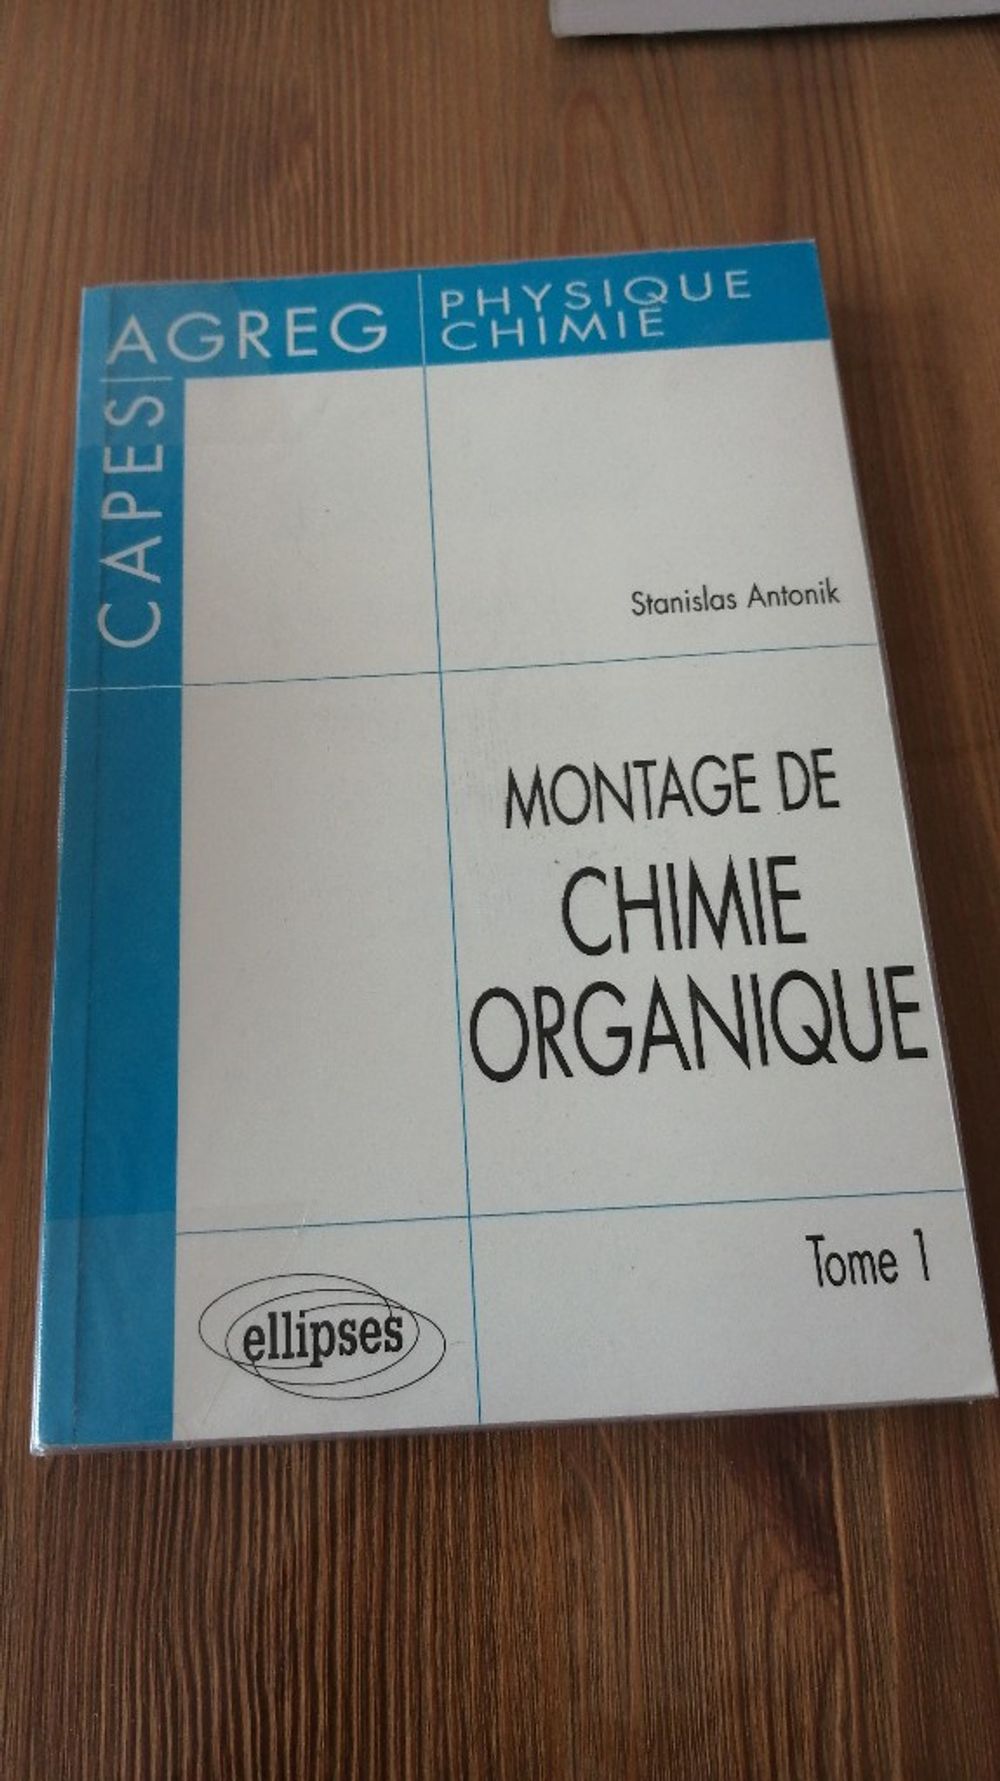 AGREG
PHYSIQUE
CHIMIE
CAPES
Stanislas Antonik
MONTAGE DE
CHIMIE
ORGANIQUE
Tome 1
ellipses